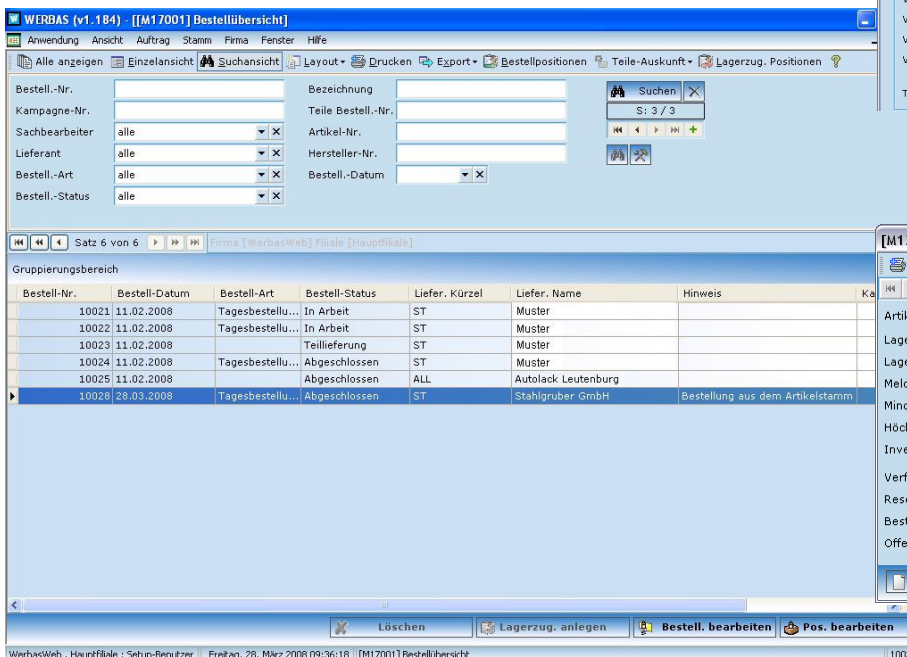 WERBAS (v1.184) - [[M17001] Bestellübersicht]
Anwendung Ansicht Auftrag Stamm Firma Fenster Hilfe
Alle anzeigen Einzelansicht Suchansicht Layout Drucken Export Bestellpositionen Teile-Auskunft Lagerzug. Positionen
Bestell.-Nr. Bezeichnung Suchen
Kampagne-Nr. Teile Bestell.-Nr. S: 3 / 3
Sachbearbeiter alle Artikel-Nr.
Lieferant alle Hersteller-Nr.
Bestell.-Art alle Bestell.-Datum
Bestell.-Status alle
Satz 6 von 6 Firma [WerbasWeb] Filiale [Hauptfiliale]
[M1
Gruppierungsbereich
Bestell-Nr. Bestell-Datum Bestell-Art Bestell-Status Liefer. Kürzel Liefer. Name Hinweis Ka
10021 11.02.2008 Tagesbestellu... In Arbeit ST Muster
10022 11.02.2008 Tagesbestellu... In Arbeit ST Muster
10023 11.02.2008 Teillieferung ST Muster
10024 11.02.2008 Tagesbestellu... Abgeschlossen ST Muster
10025 11.02.2008 Abgeschlossen ALL Autolack Leutenburg
10028 28.03.2008 Tagesbestellu... Abgeschlossen ST Stahlgruber GmbH Bestellung aus dem Artikelstamm
Löschen Lagerzug. anlegen Bestell. bearbeiten Pos. bearbeiten
WerbasWeb , Hauptfiliale : Setup-Benutzer Freitag, 28. März 2008 09:36:18 [M17001] Bestellübersicht